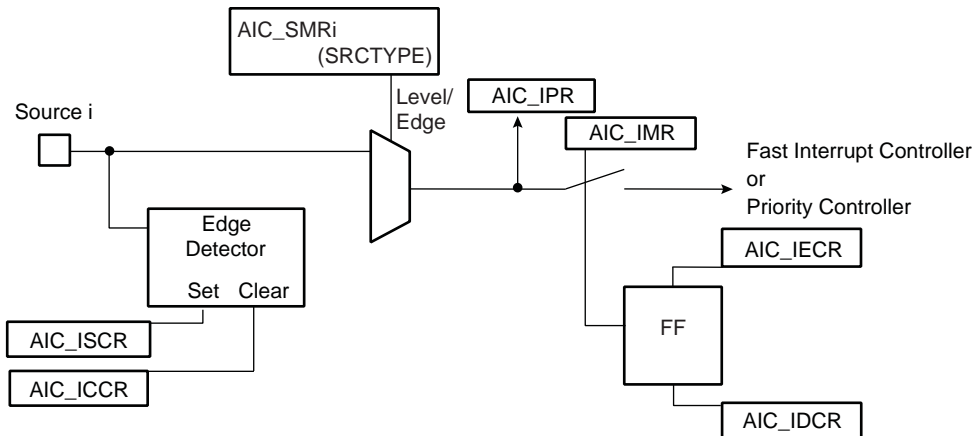 AIC_SMRi
(SRCTYPE)
Source i
Level/
Edge
AIC_IPR
AIC_IMR
Fast Interrupt Controller
or
Priority Controller
Edge
Detector
Set Clear
AIC_IECR
FF
AIC_ISCR
AIC_ICCR
AIC_IDCR